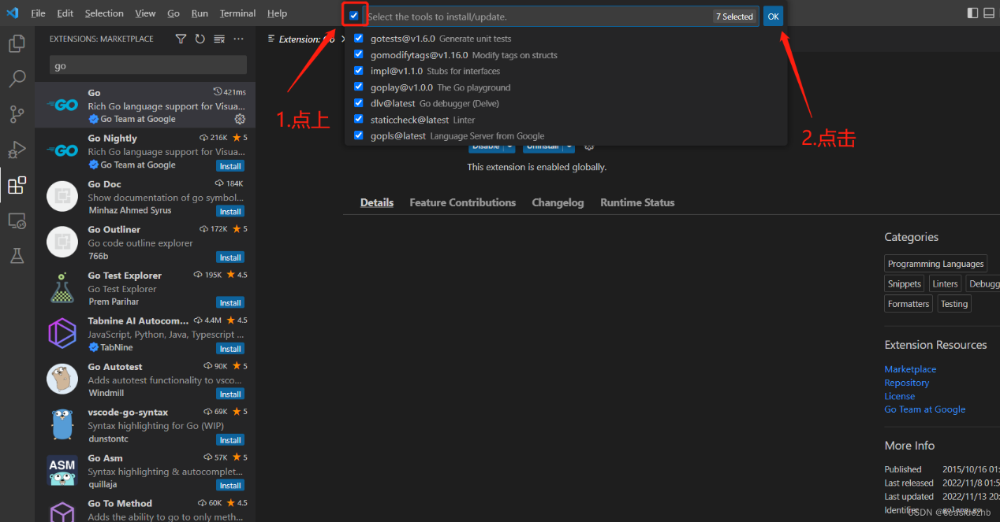 File Edit Selection View Go Run Terminal Help
Select the tools to install/update.
7 Selected
OK
gotests@v1.6.0 Generate unit tests
gomodifytags@v1.16.0 Modify tags on structs
impl@v1.1.0 Stubs for interfaces
goplay@v1.0.0 The Go playground
dlv@latest Go debugger (Delve)
staticcheck@latest Linter
gopls@latest Language Server from Google
1.点上
2.点击
EXTENSIONS: MARKETPLACE
go
Go 421ms
Rich Go language support for Visua...
Go Team at Google
Go Nightly 216K 5
Rich Go language support for Visua...
Go Team at Google Install
Go Doc 184K
Show documentation of go symbol...
Minhaz Ahmed Syrus Install
Go Outliner 172K 5
Go code outline explorer
766b Install
Go Test Explorer 195K 4.5
Go Test Explorer
Prem Parihar Install
Tabnine AI Autocom... 4.4M 4.5
JavaScript, Python, Java, Typescript ...
TabNine Install
Go Autotest 90K 5
Adds autotest functionality to vsco...
Windmill Install
vscode-go-syntax 69K 5
Syntax highlighting for Go (WIP)
dunstontc Install
ASM
Go Asm 57K 5
Syntax highlighting & autocomplet...
quillaja Install
Go To Method 60K 4.5
Adds the ability to go to only meth...
Extension: Go
Disable Uninstall
This extension is enabled globally.
Details Feature Contributions Changelog Runtime Status
Categories
Programming Languages
Snippets Linters Debugg
Formatters Testing
Extension Resources
Marketplace
Repository
License
Go Team at Google
More Info
Published 2015/10/16 01:
Last released 2022/11/8 01:5
Last updated 2022/11/13 20:
Identifier golang.go